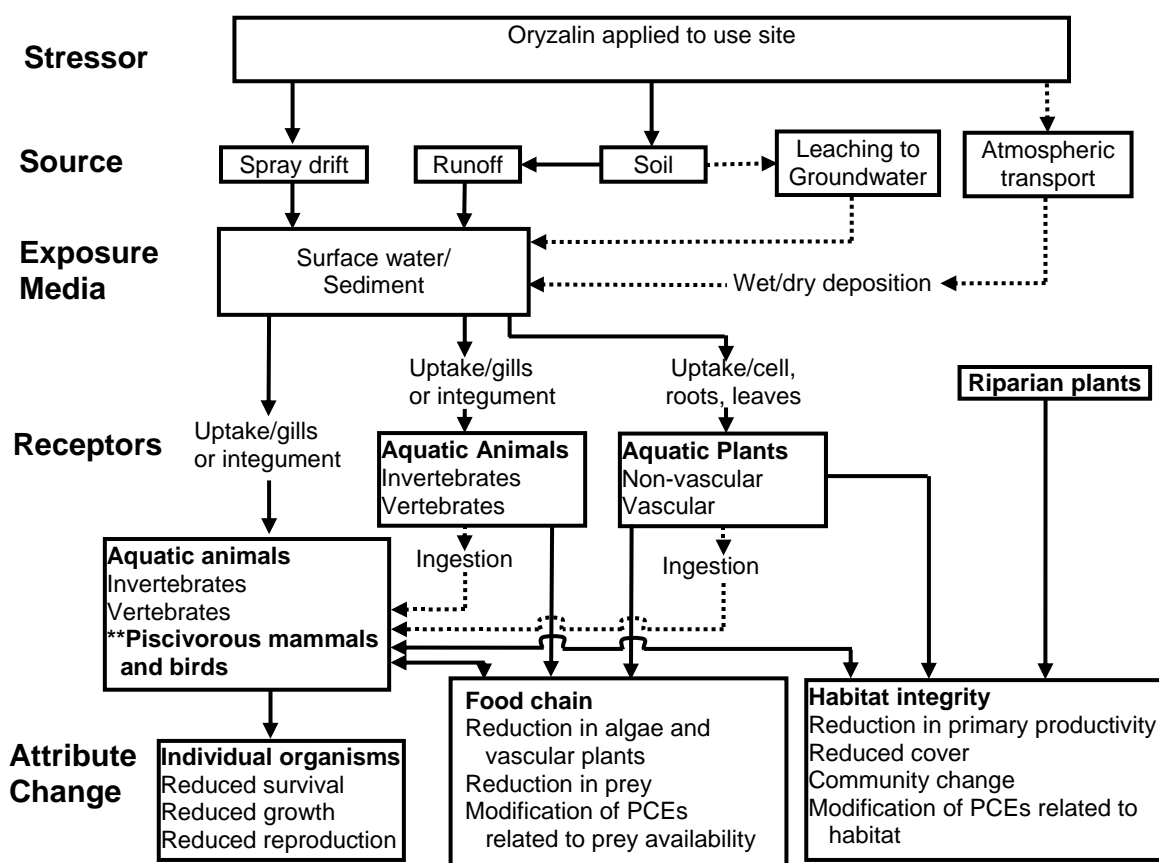 Stressor
Oryzalin applied to use site
Source
Spray drift
Runoff
Soil
Leaching to
Groundwater
Atmospheric
transport
Exposure
Media
Surface water/
Sediment
Wet/dry deposition
Uptake/gills
or integument
Uptake/cell,
roots, leaves
Riparian plants
Receptors
Uptake/gills
or integument
Aquatic Animals
Invertebrates
Vertebrates
Aquatic Plants
Non-vascular
Vascular
Ingestion
Ingestion
Aquatic animals
Invertebrates
Vertebrates
**Piscivorous mammals
and birds
Attribute
Change
Individual organisms
Reduced survival
Reduced growth
Reduced reproduction
Food chain
Reduction in algae and
vascular plants
Reduction in prey
Modification of PCEs
related to prey availability
Habitat integrity
Reduction in primary productivity
Reduced cover
Community change
Modification of PCEs related to
habitat